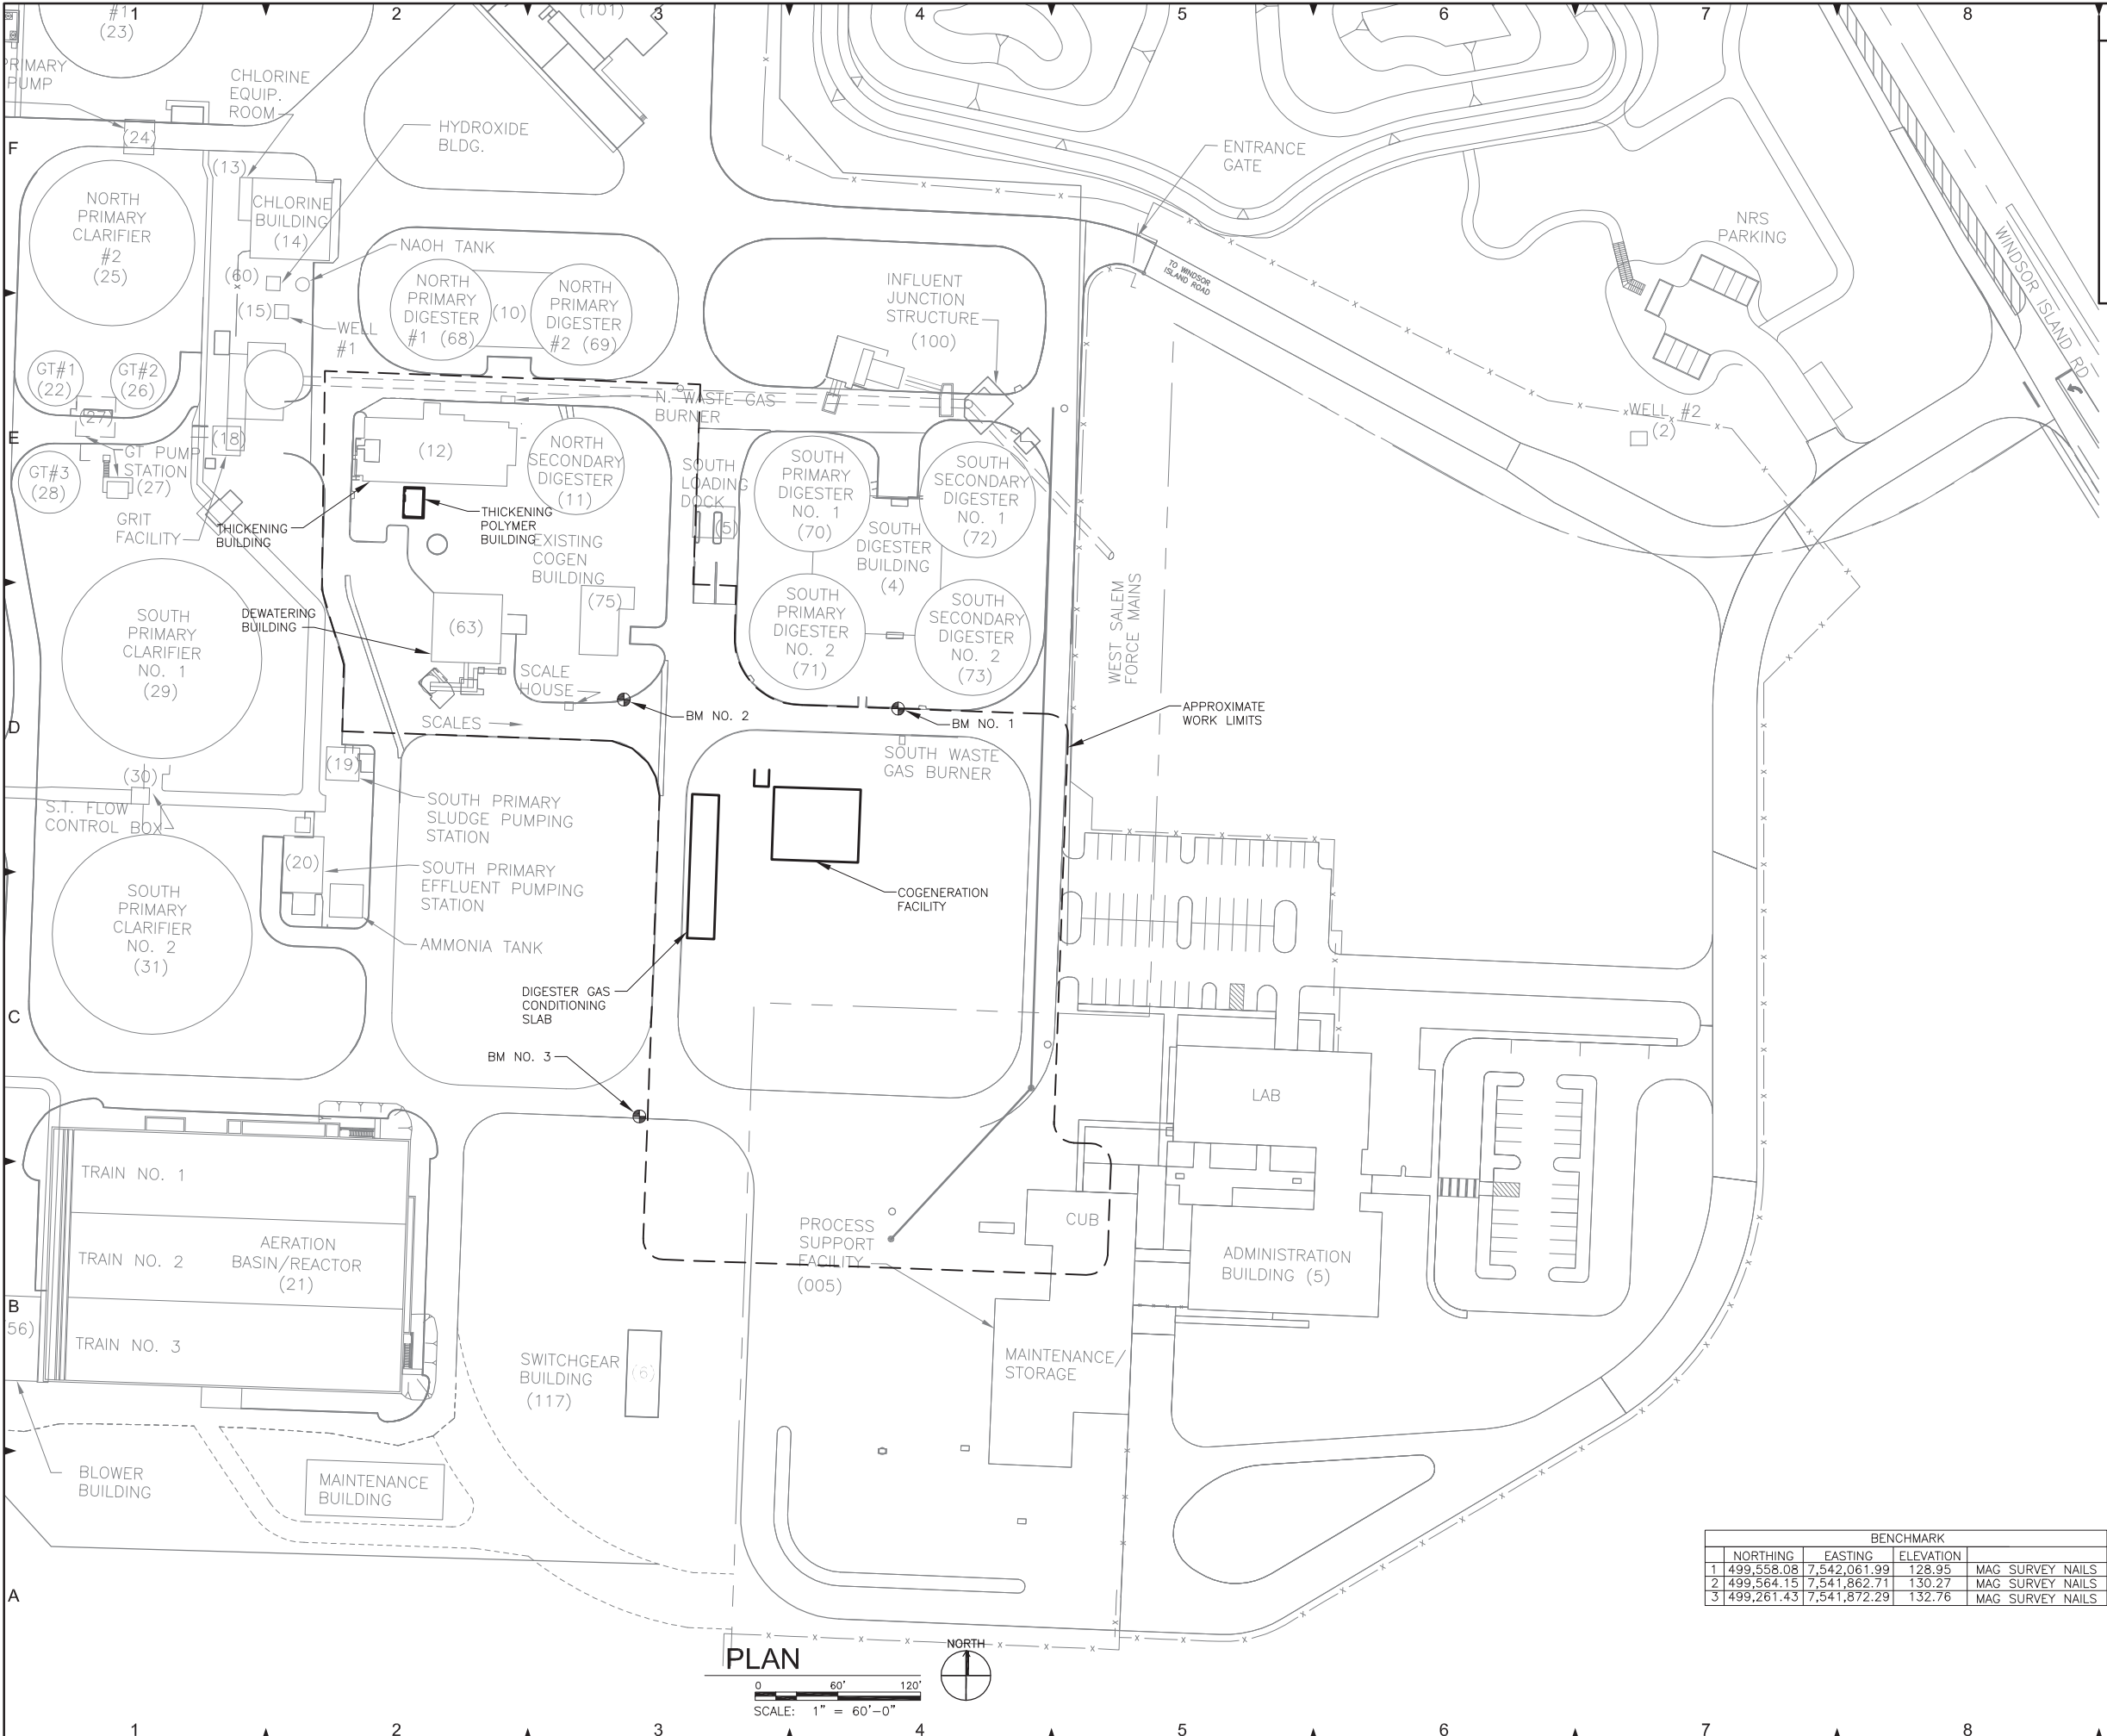 1 2 3 4 5 6 7 8
#1
(23)
(101)
PRIMARY
PUMP
CHLORINE
EQUIP.
ROOM
HYDROXIDE
BLDG.
(24)
F
(13)
ENTRANCE
GATE
NORTH
PRIMARY
CLARIFIER
#2
(25)
CHLORINE
BUILDING
(14)
NAOH TANK
NRS
PARKING
WINDSOR ISLAND RD
TO WINDSOR
ISLAND ROAD
(60)
(15)
WELL
#1
NORTH
PRIMARY
DIGESTER
#1 (68)
(10)
NORTH
PRIMARY
DIGESTER
#2 (69)
INFLUENT
JUNCTION
STRUCTURE
(100)
GT#1
(22)
GT#2
(26)
N. WASTE GAS
BURNER
WELL #2
(2)
(27)
E
(18)
(12)
GT PUMP
STATION
(27)
GT#3
(28)
NORTH
SECONDARY
DIGESTER
(11)
SOUTH
LOADING
DOCK
(5)
SOUTH
PRIMARY
DIGESTER
NO. 1
(70)
SOUTH
SECONDARY
DIGESTER
NO. 1
(72)
GRIT
FACILITY
THICKENING
BUILDING
THICKENING
POLYMER
BUILDING
EXISTING
COGEN
BUILDING
(75)
SOUTH
DIGESTER
BUILDING
(4)
WEST SALEM
FORCE MAINS
SOUTH
PRIMARY
CLARIFIER
NO. 1
(29)
DEWATERING
BUILDING
(63)
SOUTH
PRIMARY
DIGESTER
NO. 2
(71)
SOUTH
SECONDARY
DIGESTER
NO. 2
(73)
SCALE
HOUSE
SCALES
BM NO. 2
BM NO. 1
APPROXIMATE
WORK LIMITS
D
(19)
(30)
SOUTH WASTE
GAS BURNER
S.T. FLOW
CONTROL BOX
SOUTH PRIMARY
SLUDGE PUMPING
STATION
(20)
SOUTH PRIMARY
EFFLUENT PUMPING
STATION
COGENERATION
FACILITY
SOUTH
PRIMARY
CLARIFIER
NO. 2
(31)
AMMONIA TANK
DIGESTER GAS
CONDITIONING
SLAB
C
BM NO. 3
LAB
TRAIN NO. 1
TRAIN NO. 2
AERATION
BASIN/REACTOR
(21)
TRAIN NO. 3
PROCESS
SUPPORT
FACILITY
(005)
CUB
ADMINISTRATION
BUILDING (5)
B
56)
SWITCHGEAR
BUILDING
(117)
(6)
MAINTENANCE/
STORAGE
BLOWER
BUILDING
MAINTENANCE
BUILDING
BENCHMARK
NORTHING EASTING ELEVATION
1 499,558.08 7,542,061.99 128.95 MAG SURVEY NAILS
2 499,564.15 7,541,862.71 130.27 MAG SURVEY NAILS
3 499,261.43 7,541,872.29 132.76 MAG SURVEY NAILS
A
PLAN
NORTH
0 60' 120'
SCALE: 1" = 60'-0"
1 2 3 4 5 6 7 8